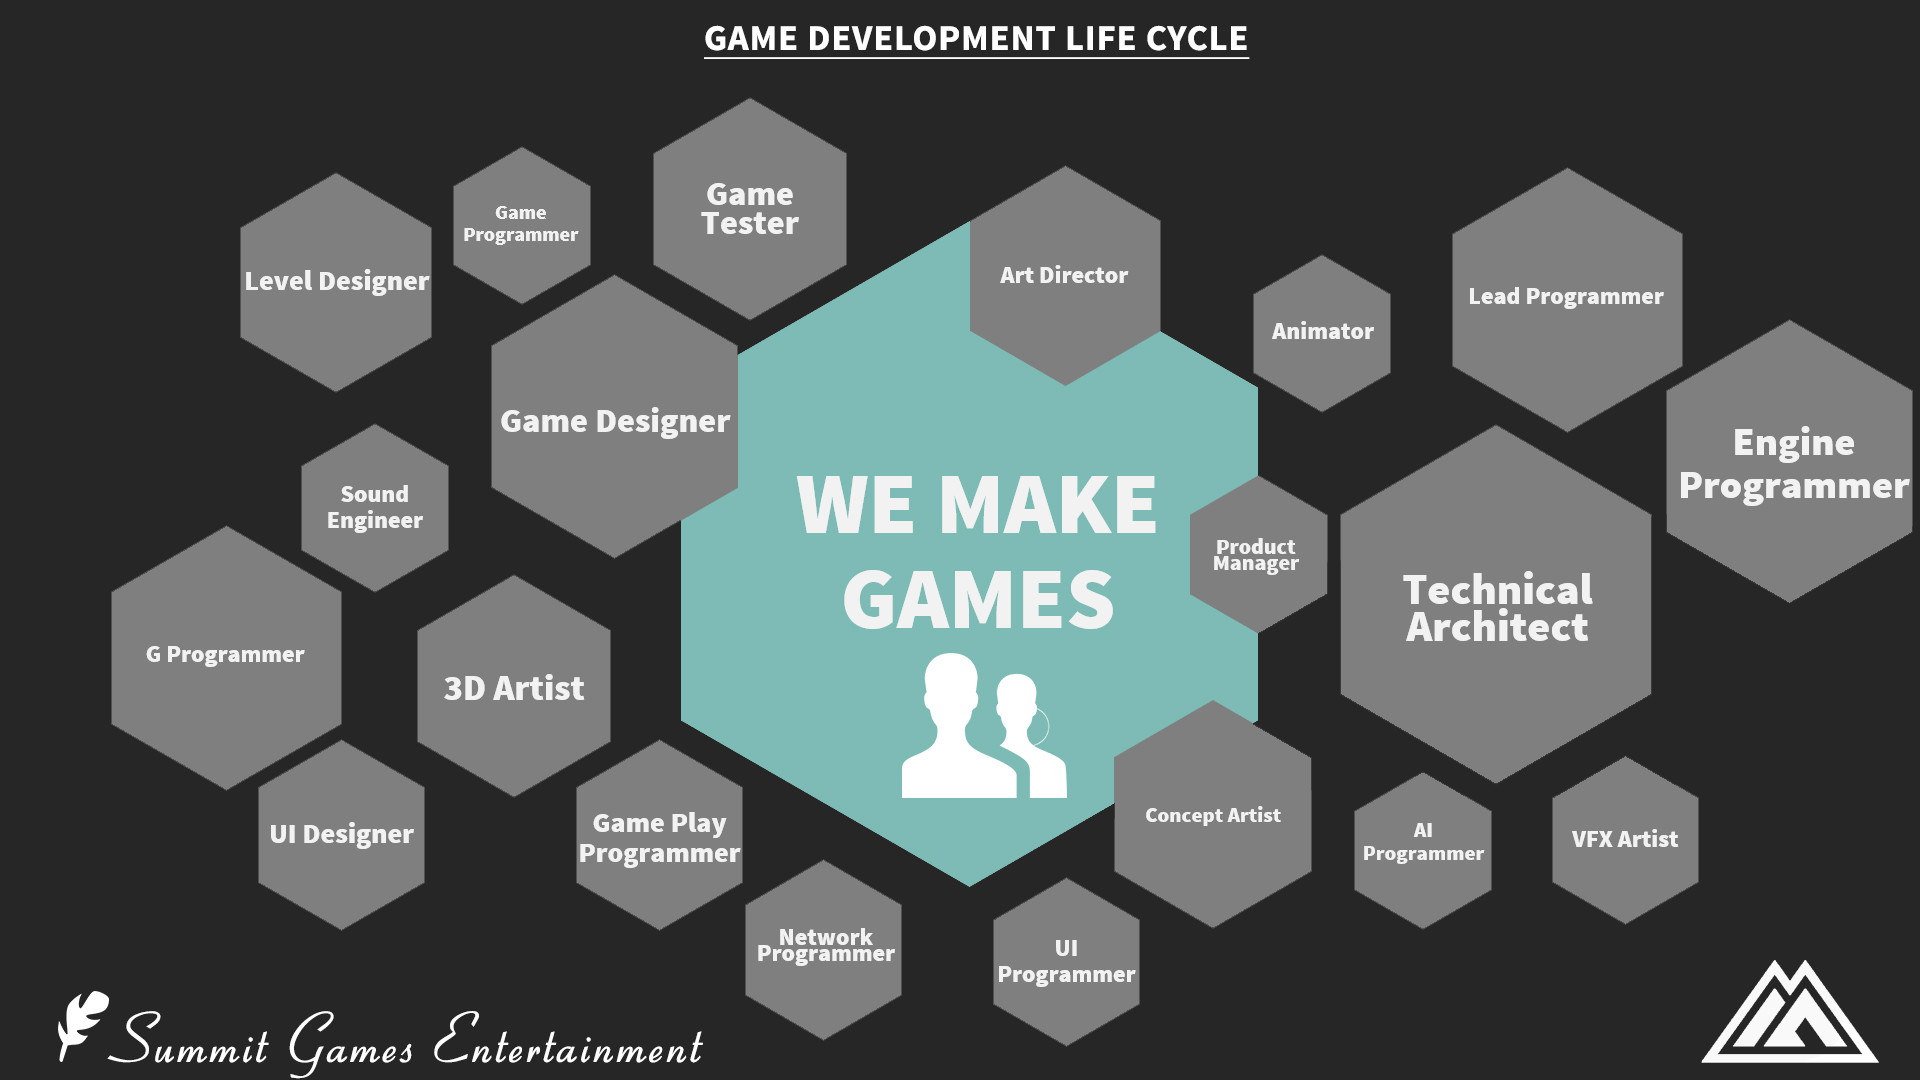 GAME DEVELOPMENT LIFE CYCLE
Level Designer
Game
Programmer
Game
Tester
Art Director
Animator
Lead Programmer
Game Designer
Engine
Programmer
Sound
Engineer
WE MAKE
GAMES
Product
Manager
Technical
Architect
G Programmer
3D Artist
UI Designer
Game Play
Programmer
Concept Artist
AI
Programmer
VFX Artist
Network
Programmer
UI
Programmer
Summit Games Entertainment